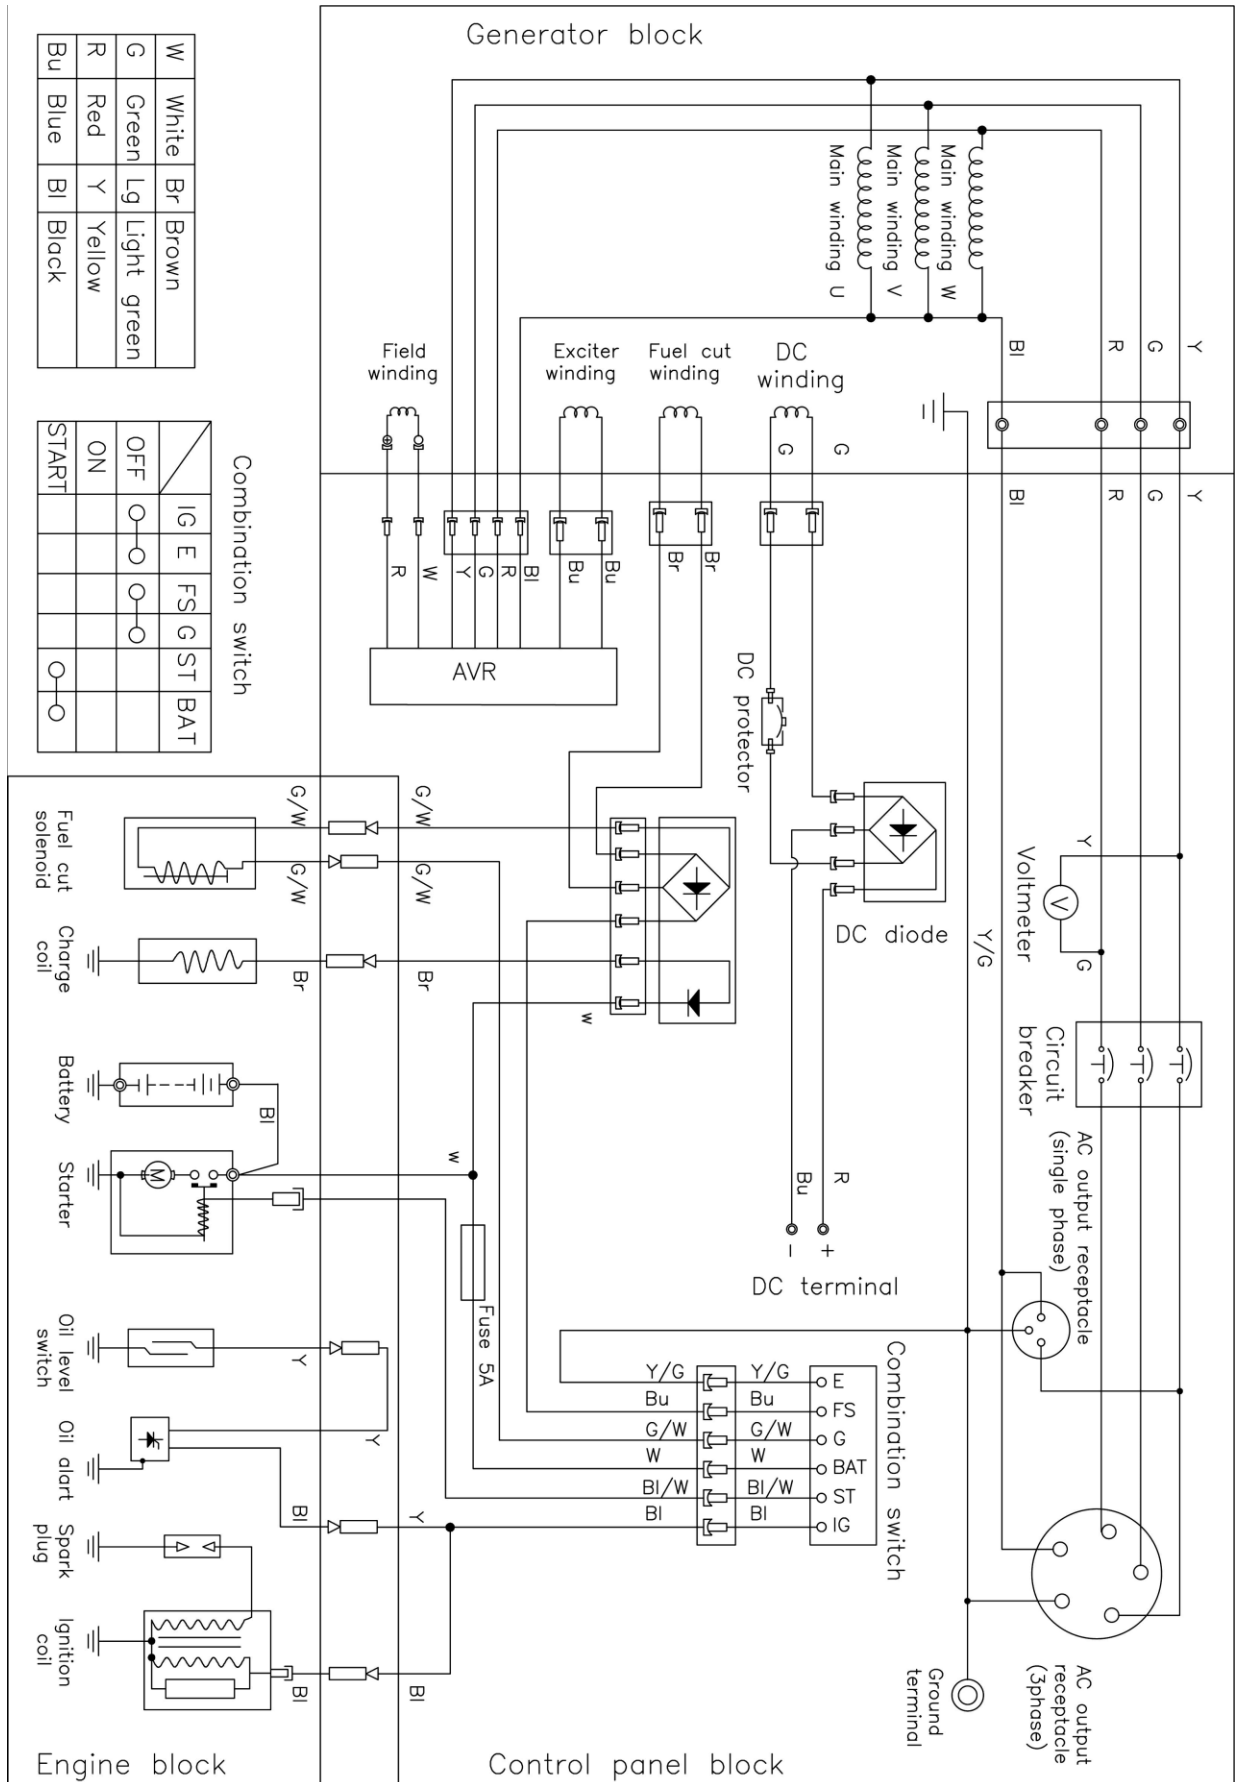 Generator block
W White Br Brown
G Green Lg Light green
R Red Y Yellow
Bu Blue Bl Black
Main winding U
Main winding V
Main winding W
Bl
R
G
Y
Field
winding
Exciter
winding
Fuel cut
winding
DC
winding
G
G
Bl
R
G
Y
Combination switch
IG E FS G ST BAT
OFF
ON
START
R
W
Y
G
R
Bl
Bu
Bu
Br
Br
AVR
DC protector
DC diode
Y
Voltmeter
V
G
Y/G
Fuel cut
solenoid
G/W
G/W
G/W
G/W
Charge
coil
Br
Br
w
Circuit
breaker
Battery
Bl
Starter
M
w
Fuse 5A
Bu
R
–
+
DC terminal
AC output receptacle
(single phase)
Oil level
switch
Y
Y/G
Y/G
E
Bu
Bu
FS
G/W
G/W
G
W
W
BAT
Bl/W
Bl/W
ST
Bl
Bl
IG
Combination switch
Oil alart
Y
Bl
Y
Spark
plug
Ignition
coil
Bl
Bl
Ground
terminal
AC output
receptacle
(3phase)
Engine block
Control panel block